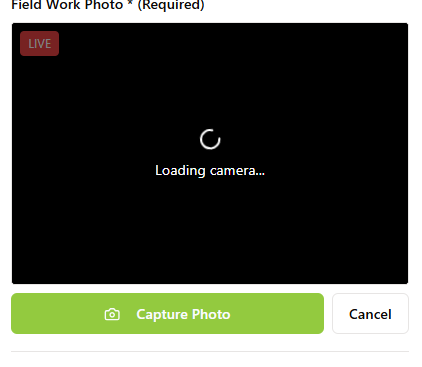 Field Work Photo * (Required)
LIVE
Loading camera...
Capture Photo
Cancel